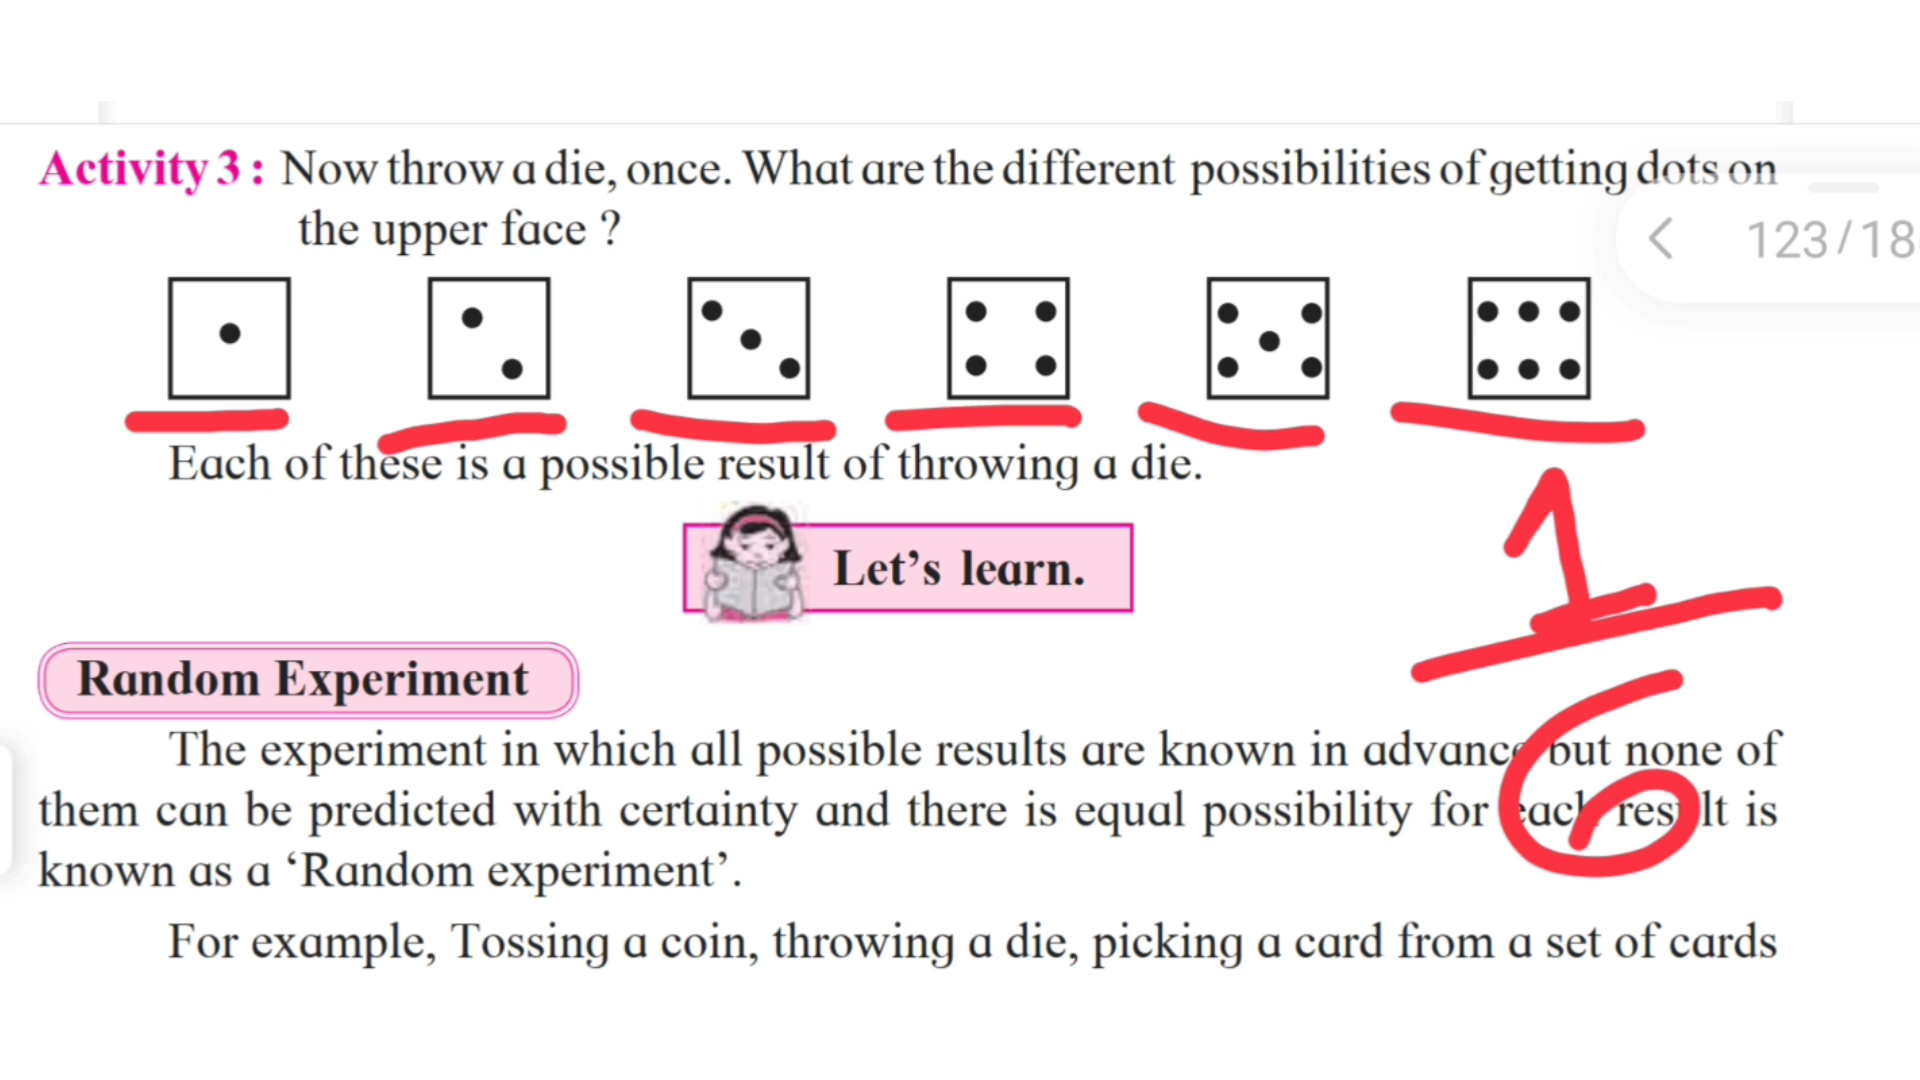 Activity 3 : Now throw a die, once. What are the different possibilities of getting dots on
the upper face ?
123/18
Each of these is a possible result of throwing a die.
1
6
Let's learn.
Random Experiment
The experiment in which all possible results are known in advance but none of
them can be predicted with certainty and there is equal possibility for each result is
known as a ‘Random experiment’.
For example, Tossing a coin, throwing a die, picking a card from a set of cards